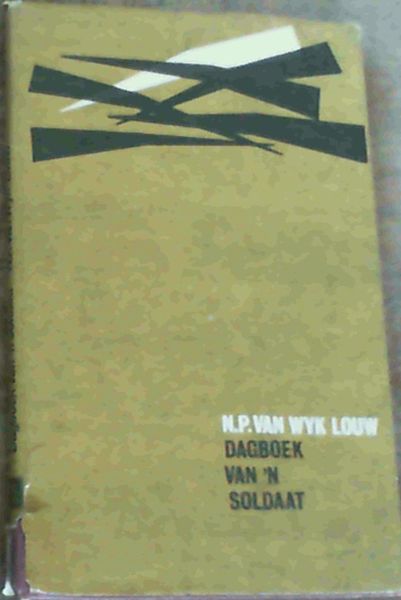 N.P. VAN WYK LOUW
DAGBOEK
VAN 'N
SOLDAAT